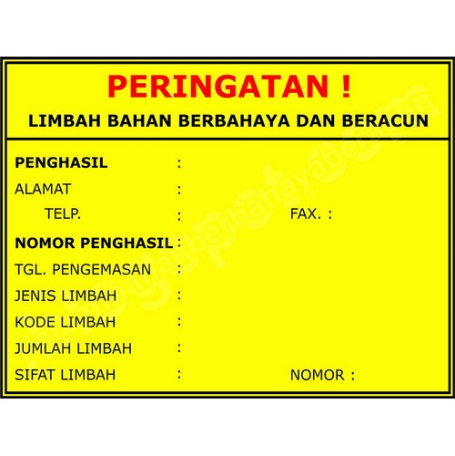 PERINGATAN !
LIMBAH BAHAN BERBAHAYA DAN BERACUN
PENGHASIL :
ALAMAT :
TELP. : FAX. :
NOMOR PENGHASIL :
TGL. PENGEMASAN :
JENIS LIMBAH :
KODE LIMBAH :
JUMLAH LIMBAH :
SIFAT LIMBAH : NOMOR :